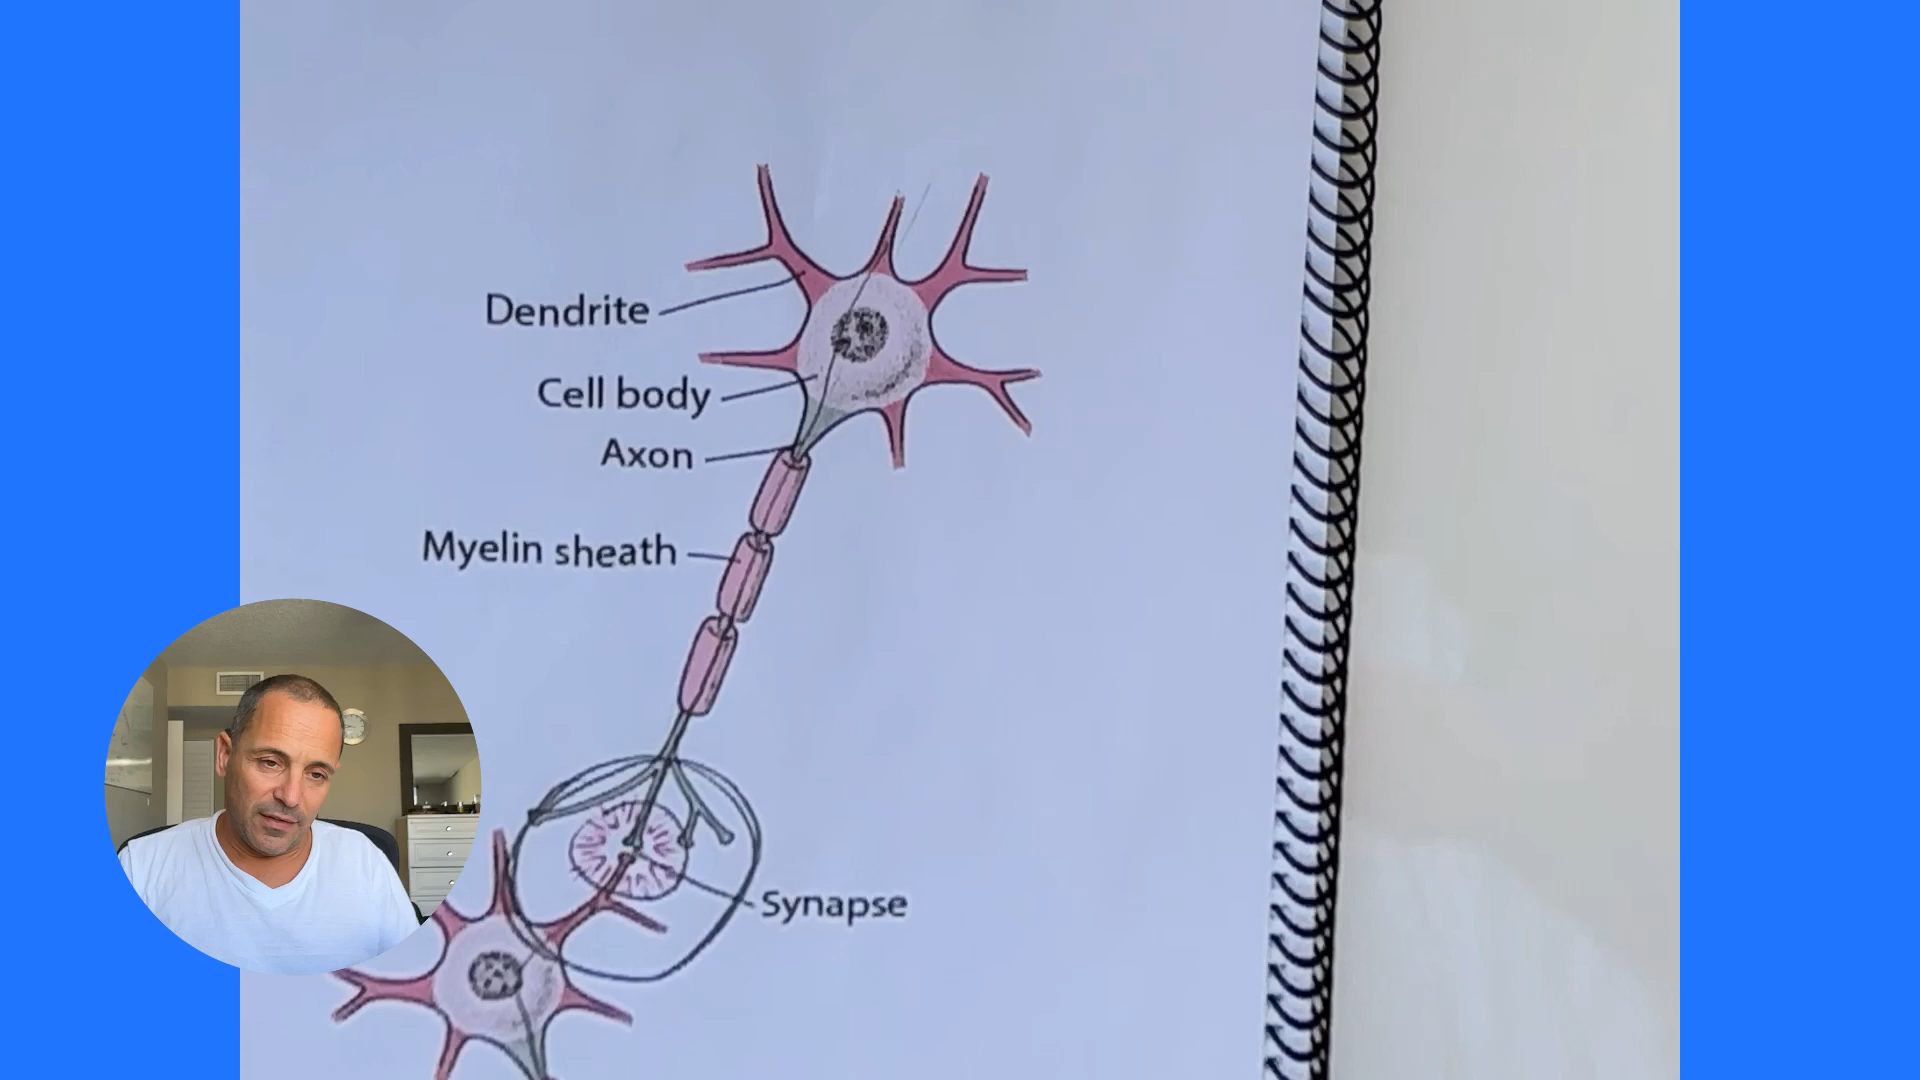 Dendrite
Cell body
Axon
Myelin sheath
Synapse